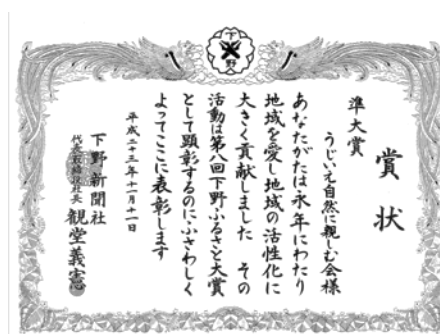 下野
賞状
準大賞
うじいえ自然に親しむ会様
あなたがたは永年にわたり
地域を愛し地域の活性化に
大きく貢献しました　その
活動は第八回下野ふるさと大賞
として顕彰するのにふさわしく
よってここに表彰します
平成二十三年十一月十一日
下野新聞社
代表取締役社長 観堂義憲